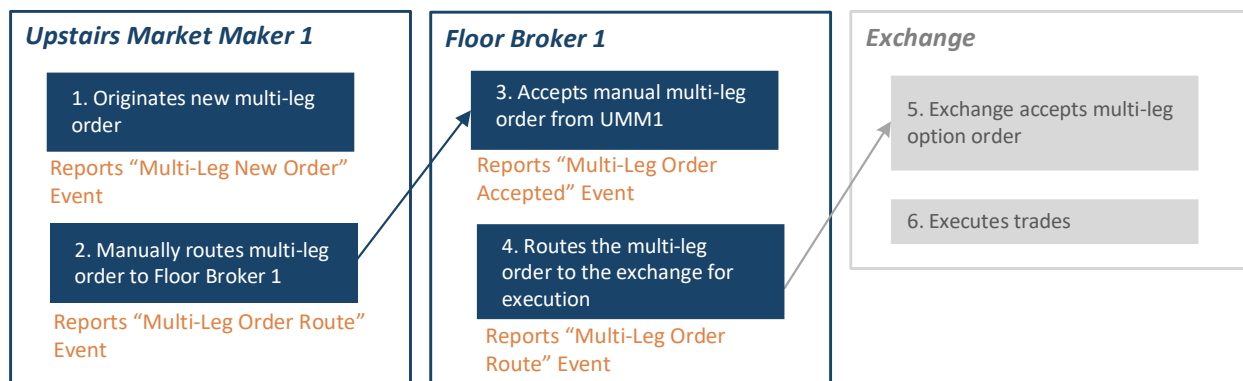 Upstairs Market Maker 1
1. Originates new multi-leg
order
Reports “Multi-Leg New Order”
Event
2. Manually routes multi-leg
order to Floor Broker 1
Reports “Multi-Leg Order Route”
Event
Floor Broker 1
3. Accepts manual multi-leg
order from UMM1
Reports “Multi-Leg Order
Accepted” Event
4. Routes the multi-leg
order to the exchange for
execution
Reports “Multi-Leg Order
Route” Event
Exchange
5. Exchange accepts multi-leg
option order
6. Executes trades